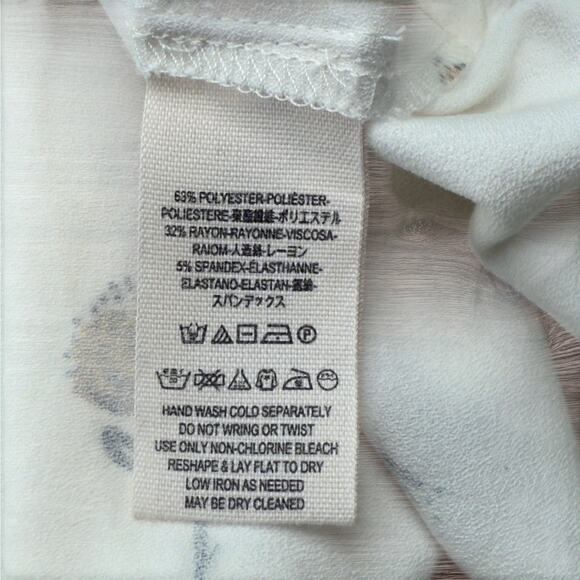 63% POLYESTER-POLIÉSTER-
POLIESTERE-聚脂纖維-ポリエステル
32% RAYON-RAYONNE-VISCOSA-
RAIOM-人造絲-レーヨン
5% SPANDEX-ÉLASTHANNE-
ELASTANO-ELASTAN-氨綸-
スパンデックス
HAND WASH COLD SEPARATELY
DO NOT WRING OR TWIST
USE ONLY NON-CHLORINE BLEACH
RESHAPE & LAY FLAT TO DRY
LOW IRON AS NEEDED
MAY BE DRY CLEANED